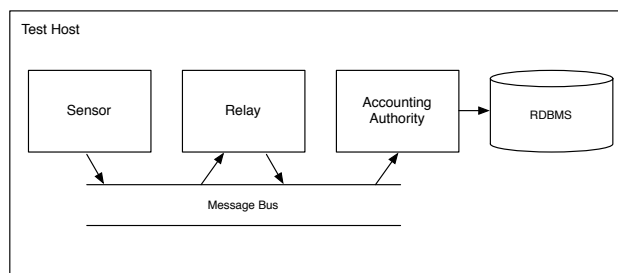 Test Host
Sensor
Relay
Accounting
Authority
RDBMS
Message Bus